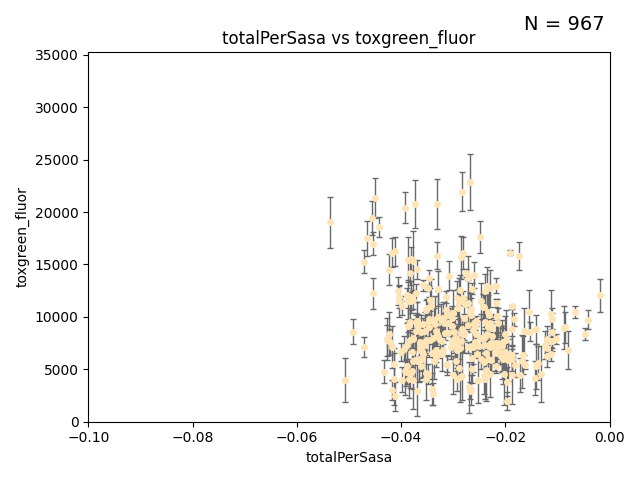 N = 967
totalPerSasa vs toxgreen_fluor
35000
30000
25000
20000
15000
10000
5000
0
toxgreen_fluor
−0.10 −0.08 −0.06 −0.04 −0.02 0.00
totalPerSasa